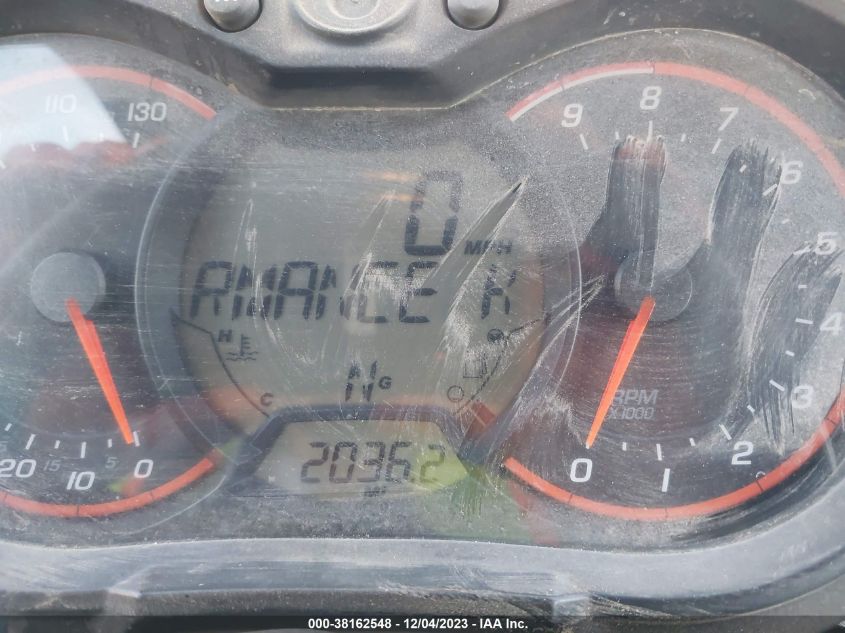 110 130
9 8 7 6 5 4 3 2 1 0
0
MPH
RMANCE K
H
C
N G
RPM
X1000
20 15 10 5 0
2036.2
000-38162548 - 12/04/2023 - IAA Inc.